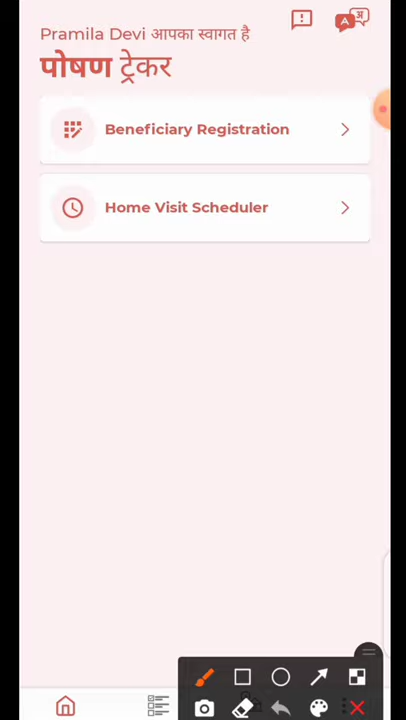 Pramila Devi आपका स्वागत है
पोषण ट्रेकर
Beneficiary Registration
Home Visit Scheduler